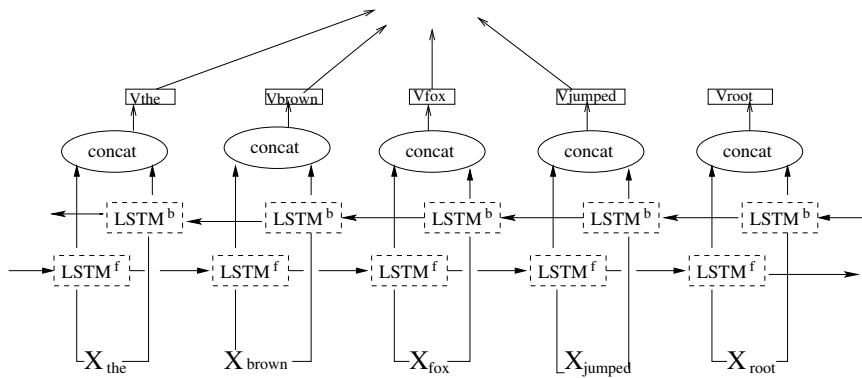 Vthe Vbrown Vfox Vjumped Vroot
concat concat concat concat concat
LSTM b LSTM b LSTM b LSTM b LSTM b
LSTM f LSTM f LSTM f LSTM f LSTM f
X the X brown X fox X jumped X root